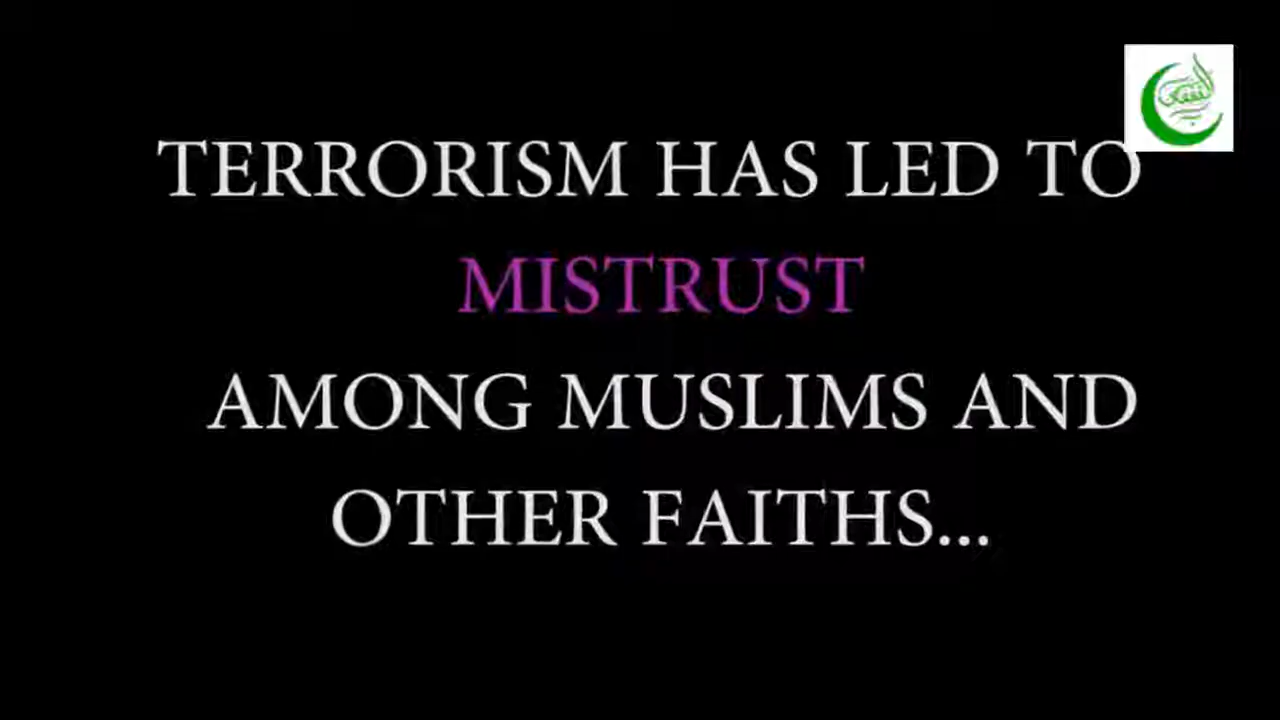 TERRORISM HAS LED TO
MISTRUST
AMONG MUSLIMS AND
OTHER FAITHS...